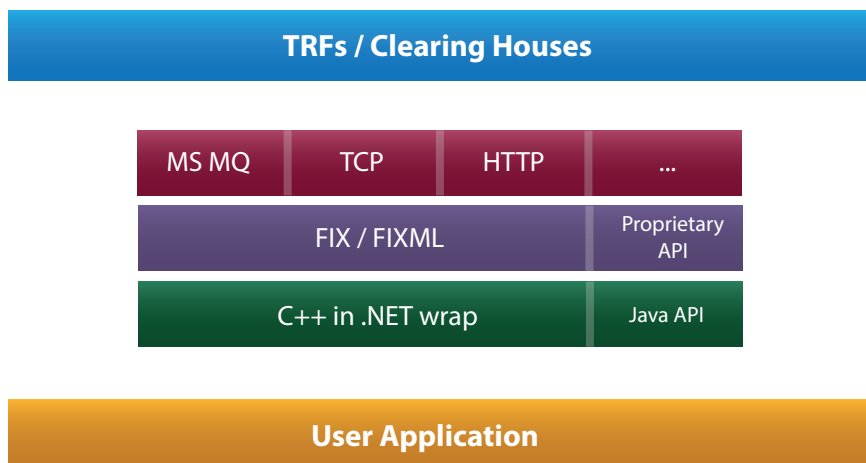 TRFs / Clearing Houses
MS MQ TCP HTTP ...
FIX / FIXML Proprietary
API
C++ in .NET wrap Java API
User Application